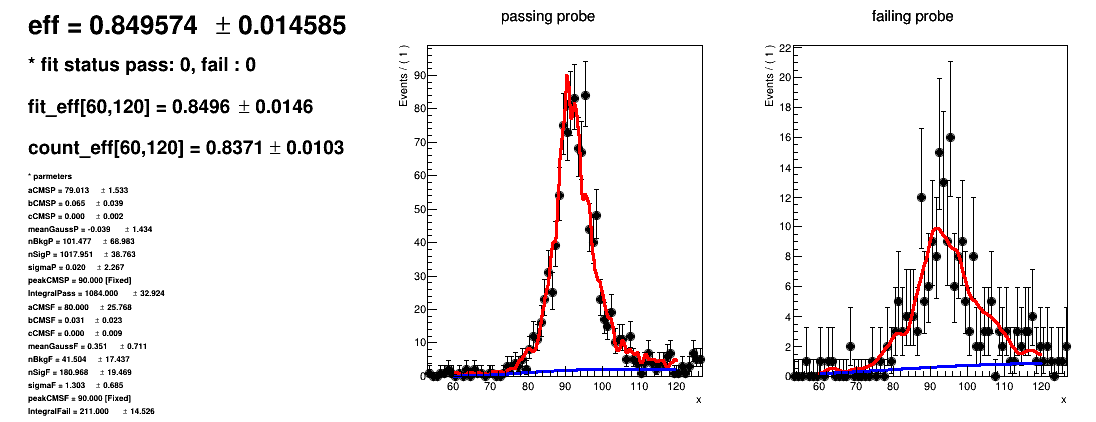 eff = 0.849574 ± 0.014585
* fit status pass: 0, fail : 0
fit_eff[60,120] = 0.8496 ± 0.0146
count_eff[60,120] = 0.8371 ± 0.0103
* parmeters
aCMSP = 79.013 ± 1.533
bCMSP = 0.065 ± 0.039
cCMSP = 0.000 ± 0.002
meanGaussP = -0.039 ± 1.434
nBkgP = 101.477 ± 68.983
nSigP = 1017.951 ± 38.763
sigmaP = 0.020 ± 2.267
peakCMSP = 90.000 [Fixed]
IntegralPass = 1084.000 ± 32.924
aCMSF = 80.000 ± 25.768
bCMSF = 0.031 ± 0.023
cCMSF = 0.000 ± 0.009
meanGaussF = 0.351 ± 0.711
nBkgF = 41.504 ± 17.437
nSigF = 180.968 ± 19.469
sigmaF = 1.303 ± 0.685
peakCMSF = 90.000 [Fixed]
IntegralFail = 211.000 ± 14.526
passing probe
Events / ( 1 )
90
80
70
60
50
40
30
20
10
0
60 70 80 90 100 110 120
x
failing probe
Events / ( 1 )
22
20
18
16
14
12
10
8
6
4
2
0
60 70 80 90 100 110 120
x